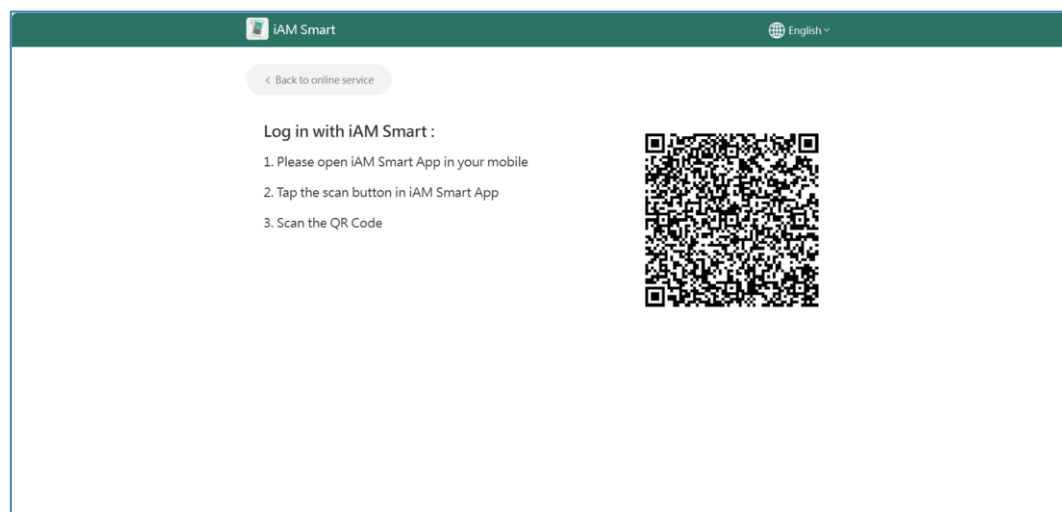 iAM Smart
English
< Back to online service
Log in with iAM Smart :
1. Please open iAM Smart App in your mobile
2. Tap the scan button in iAM Smart App
3. Scan the QR Code